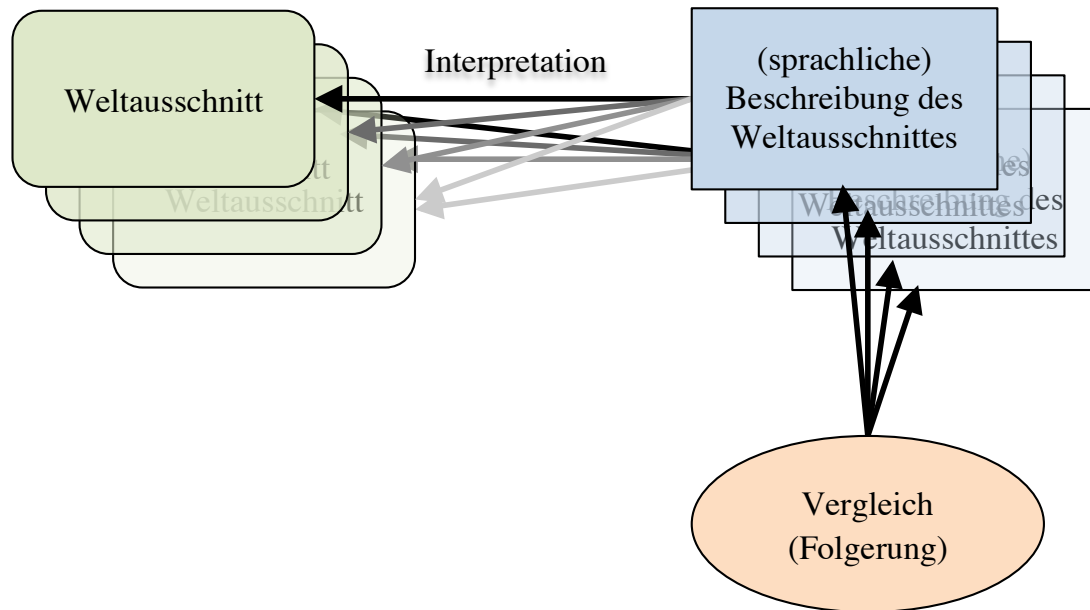 Weltausschnitt
Interpretation
(sprachliche)
Beschreibung des
Weltausschnittes
Weltausschnitt
Weltausschnittes
Weltausschnittes
Vergleich
(Folgerung)